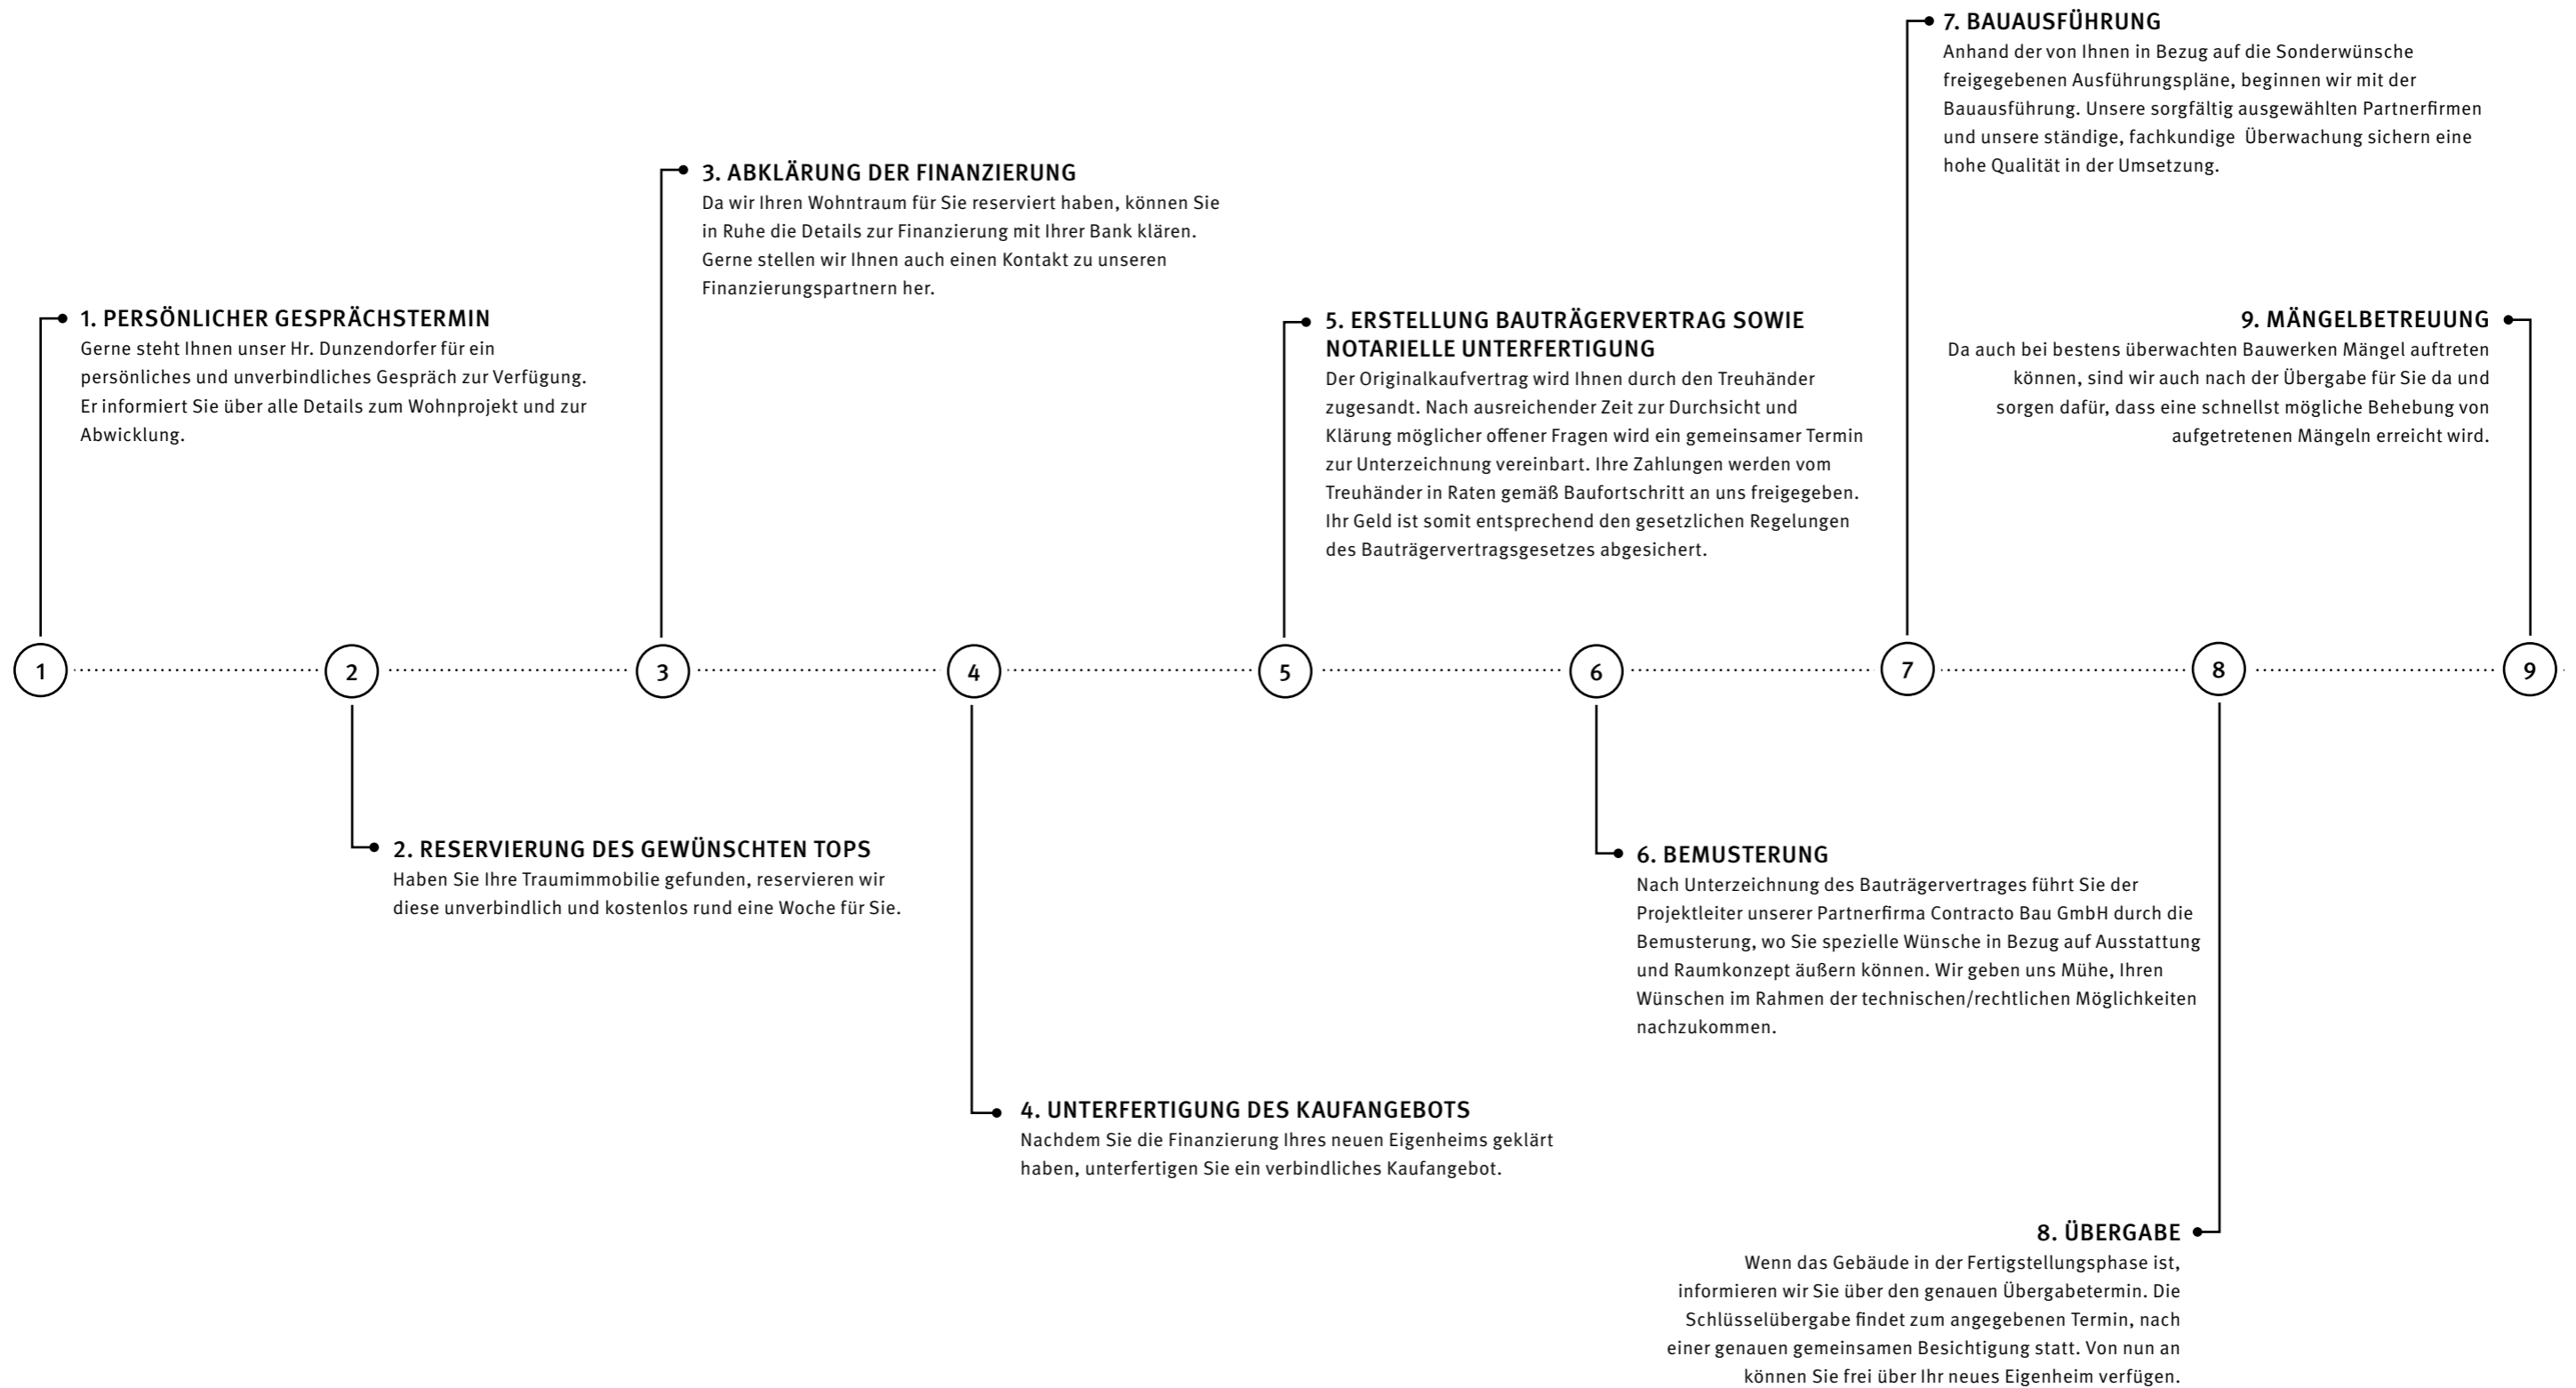 1. PERSÖNLICHER GESPRÄCHSTERMIN
Gerne steht Ihnen unser Hr. Dunzendorfer für ein
persönliches und unverbindliches Gespräch zur Verfügung.
Er informiert Sie über alle Details zum Wohnprojekt und zur
Abwicklung.
2. RESERVIERUNG DES GEWÜNSCHTEN TOPS
Haben Sie Ihre Traumimmobilie gefunden, reservieren wir
diese unverbindlich und kostenlos rund eine Woche für Sie.
3. ABKLÄRUNG DER FINANZIERUNG
Da wir Ihren Wohntraum für Sie reserviert haben, können Sie
in Ruhe die Details zur Finanzierung mit Ihrer Bank klären.
Gerne stellen wir Ihnen auch einen Kontakt zu unseren
Finanzierungspartnern her.
4. UNTERFERTIGUNG DES KAUFANGEBOTS
Nachdem Sie die Finanzierung Ihres neuen Eigenheims geklärt
haben, unterfertigen Sie ein verbindliches Kaufangebot.
5. ERSTELLUNG BAUTRÄGERVERTRAG SOWIE
NOTARIELLE UNTERFERTIGUNG
Der Originalkaufvertrag wird Ihnen durch den Treuhänder
zugesandt. Nach ausreichender Zeit zur Durchsicht und
Klärung möglicher offener Fragen wird ein gemeinsamer Termin
zur Unterzeichnung vereinbart. Ihre Zahlungen werden vom
Treuhänder in Raten gemäß Baufortschritt an uns freigegeben.
Ihr Geld ist somit entsprechend den gesetzlichen Regelungen
des Bauträgervertragsgesetzes abgesichert.
6. BEMUSTERUNG
Nach Unterzeichnung des Bauträgervertrages führt Sie der
Projektleiter unserer Partnerfirma Contracto Bau GmbH durch die
Bemusterung, wo Sie spezielle Wünsche in Bezug auf Ausstattung
und Raumkonzept äußern können. Wir geben uns Mühe, Ihren
Wünschen im Rahmen der technischen/rechtlichen Möglichkeiten
nachzukommen.
7. BAUAUSFÜHRUNG
Anhand der von Ihnen in Bezug auf die Sonderwünsche
freigegebenen Ausführungspläne, beginnen wir mit der
Bauausführung. Unsere sorgfältig ausgewählten Partnerfirmen
und unsere ständige, fachkundige Überwachung sichern eine
hohe Qualität in der Umsetzung.
8. ÜBERGABE
Wenn das Gebäude in der Fertigstellungsphase ist,
informieren wir Sie über den genauen Übergabetermin. Die
Schlüsselübergabe findet zum angegebenen Termin, nach
einer genauen gemeinsamen Besichtigung statt. Von nun an
können Sie frei über Ihr neues Eigenheim verfügen.
9. MÄNGELBETREUUNG
Da auch bei bestens überwachten Bauwerken Mängel auftreten
können, sind wir auch nach der Übergabe für Sie da und
sorgen dafür, dass eine schnellst mögliche Behebung von
aufgetretenen Mängeln erreicht wird.
1 2 3 4 5 6 7 8 9